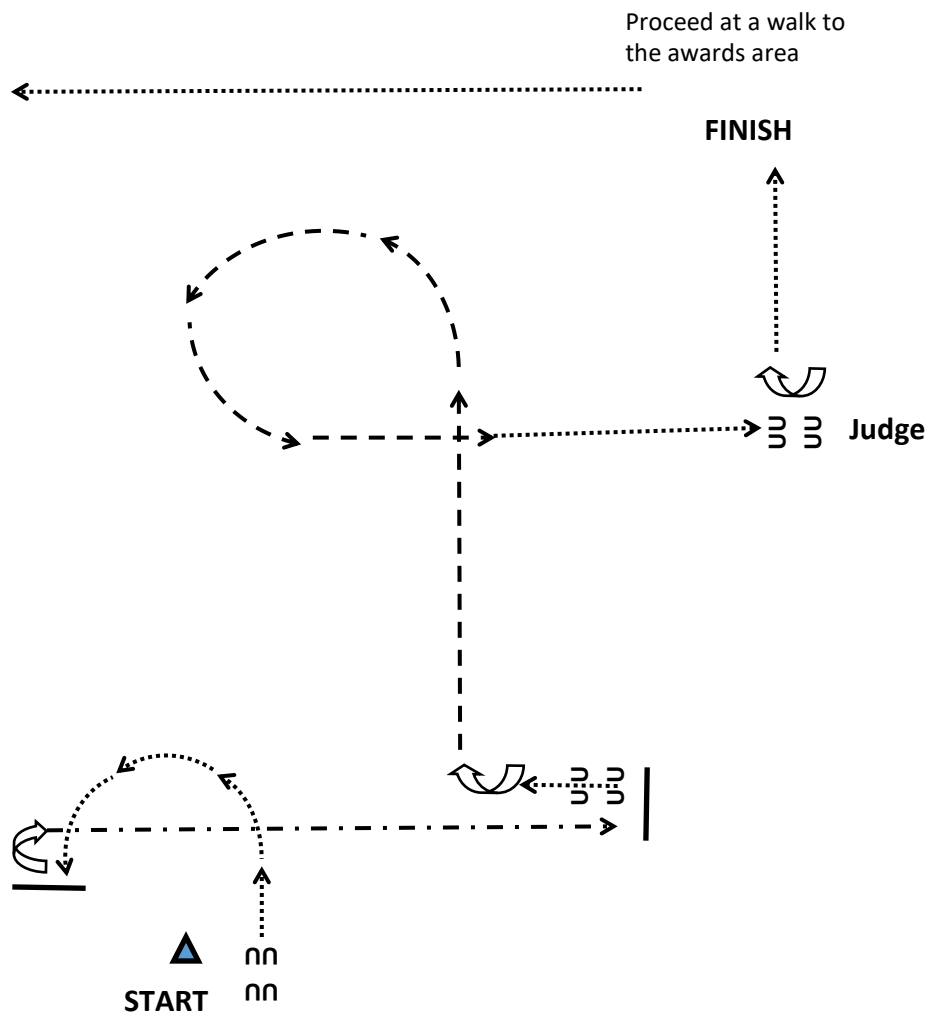 Proceed at a walk to
the awards area
FINISH
Judge
START